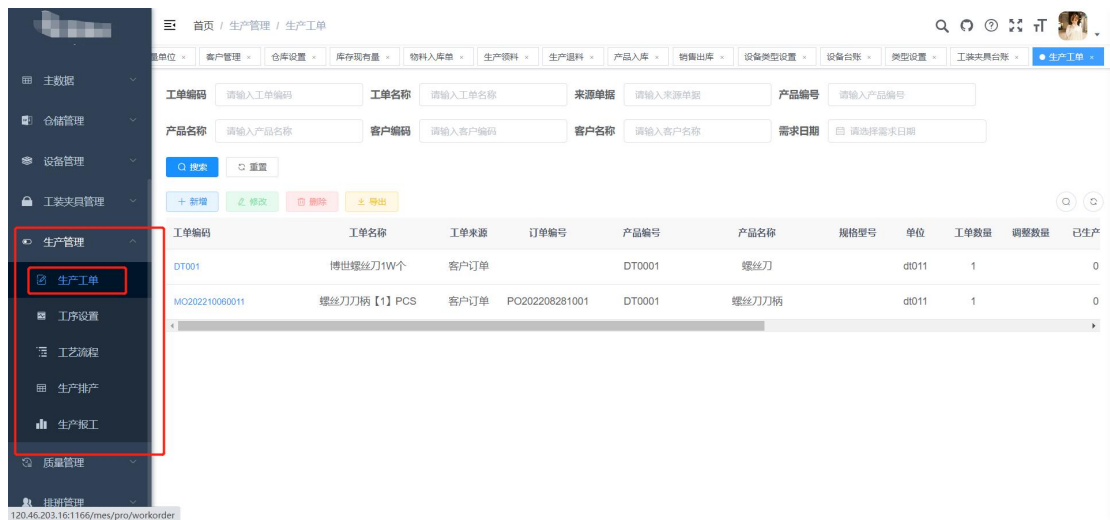 首页 / 生产管理 / 生产工单
量单位 × 客户管理 × 仓库设置 × 库存现有量 × 物料入库单 × 生产领料 × 生产退料 × 产品入库 × 销售出库 × 设备类型设置 × 设备台账 × 类型设置 × 工装夹具台账 × 生产工单 ×
主数据
仓储管理
设备管理
工装夹具管理
生产管理
生产工单
工序设置
工艺流程
生产排产
生产报工
质量管理
排班管理
工单编码 请输入工单编码 工单名称 请输入工单名称 来源单据 请输入来源单据 产品编号 请输入产品编号
产品名称 请输入产品名称 客户编码 请输入客户编码 客户名称 请输入客户名称 需求日期 请选择需求日期
搜索 重置
+ 新增 修改 删除 导出
工单编码 工单名称 工单来源 订单编号 产品编号 产品名称 规格型号 单位 工单数量 调整数量 已生产
DT001 博世螺丝刀1W个 客户订单 DT0001 螺丝刀 dt011 1 0
MO202210060011 螺丝刀刀柄【1】PCS 客户订单 PO202208281001 DT0001 螺丝刀刀柄 dt011 1 0
120.46.203.16:1166/mes/pro/workorder